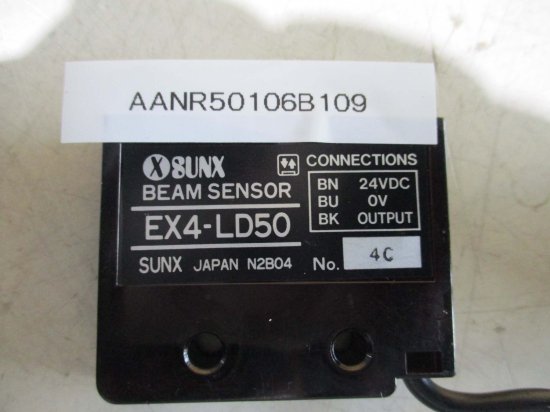 AANR50106B109
SUNX
BEAM SENSOR
EX4-LD50
SUNX JAPAN N2B04 No. 4C
CONNECTIONS
BN 24VDC
BU 0V
BK OUTPUT